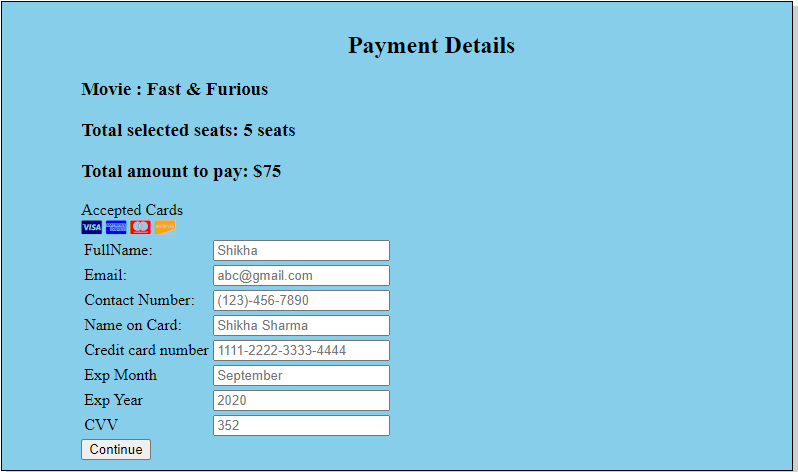 Payment Details
Movie : Fast & Furious
Total selected seats: 5 seats
Total amount to pay: $75
Accepted Cards
VISA
FullName: Shikha
Email: abc@gmail.com
Contact Number: (123)-456-7890
Name on Card: Shikha Sharma
Credit card number 1111-2222-3333-4444
Exp Month September
Exp Year 2020
CVV 352
Continue